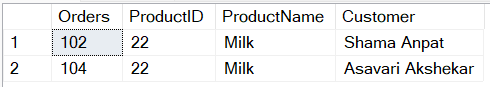 Orders ProductID ProductName Customer
1 102 22 Milk Shama Anpat
2 104 22 Milk Asavari Akshekar